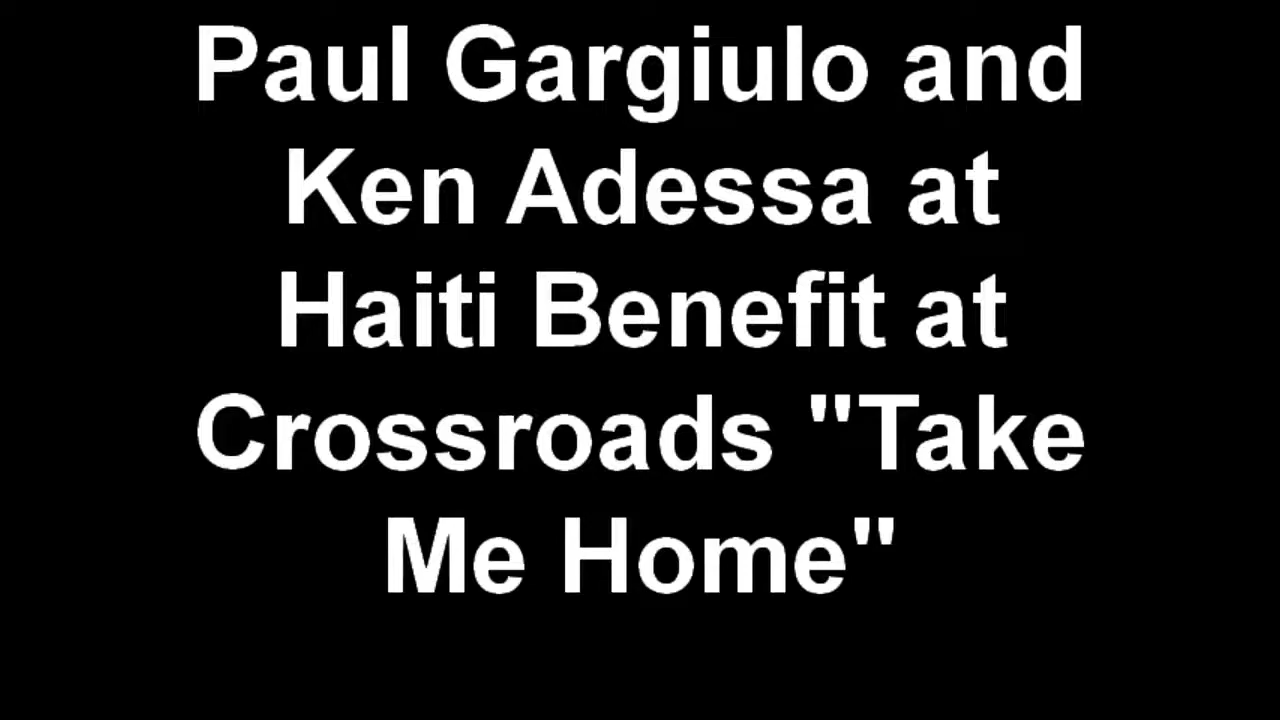 Paul Gargiulo and
Ken Adessa at
Haiti Benefit at
Crossroads "Take
Me Home"